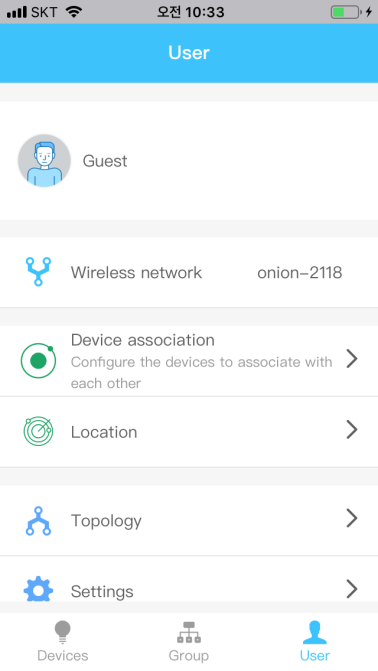 SKT 오전 10:33
User
Guest
Wireless network onion-2118
Device association
Configure the devices to associate with
each other
Location
Topology
Settings
Devices Group User